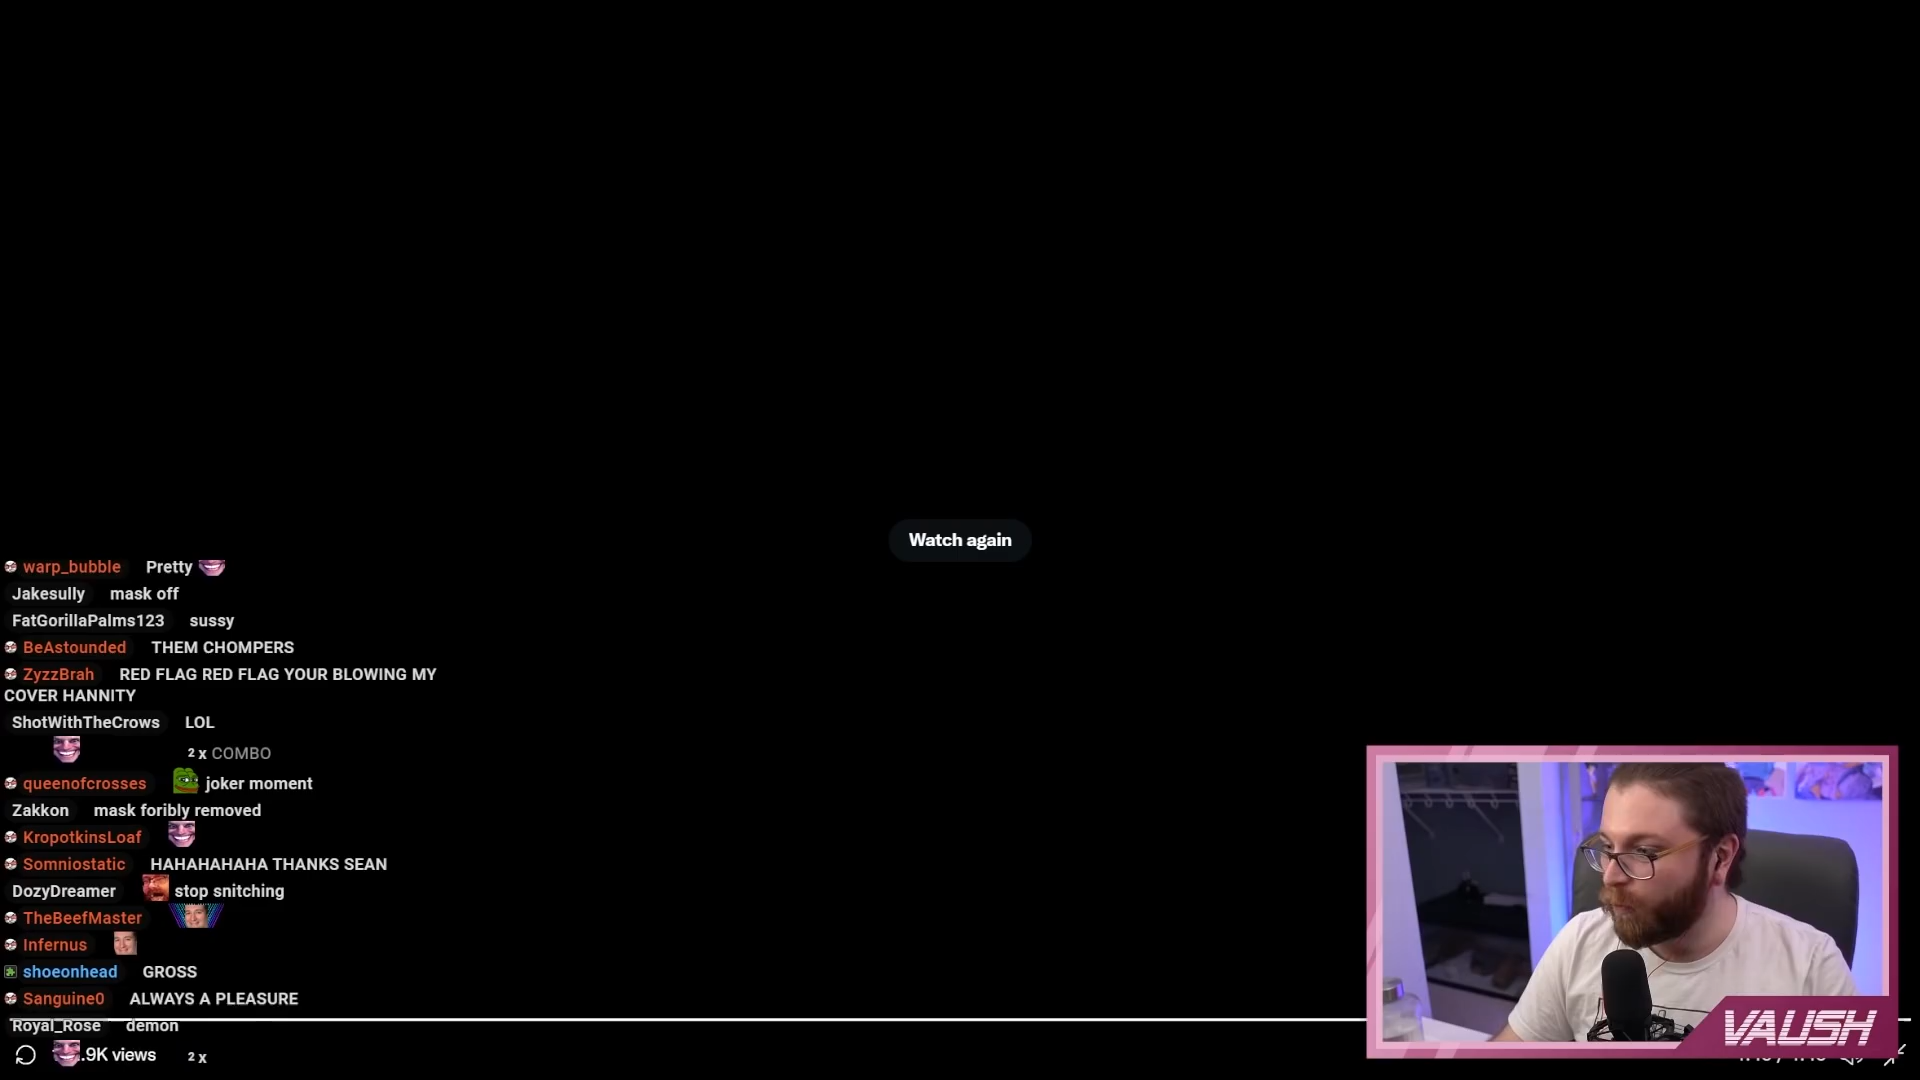 Watch again
warp_bubble Pretty
Jakesully mask off
FatGorillaPalms123 sussy
BeAstounded THEM CHOMPERS
ZyzzBrah RED FLAG RED FLAG YOUR BLOWING MY
COVER HANNITY
ShotWithTheCrows LOL
2 x COMBO
queenofcrosses joker moment
Zakkon mask foribly removed
KropotkinsLoaf
Somniostatic HAHAHAHAHA THANKS SEAN
DozyDreamer stop snitching
TheBeefMaster
Infernus
shoeonhead GROSS
Sanguine0 ALWAYS A PLEASURE
Royal_Rose demon
.9K views 2 x
VAUSH